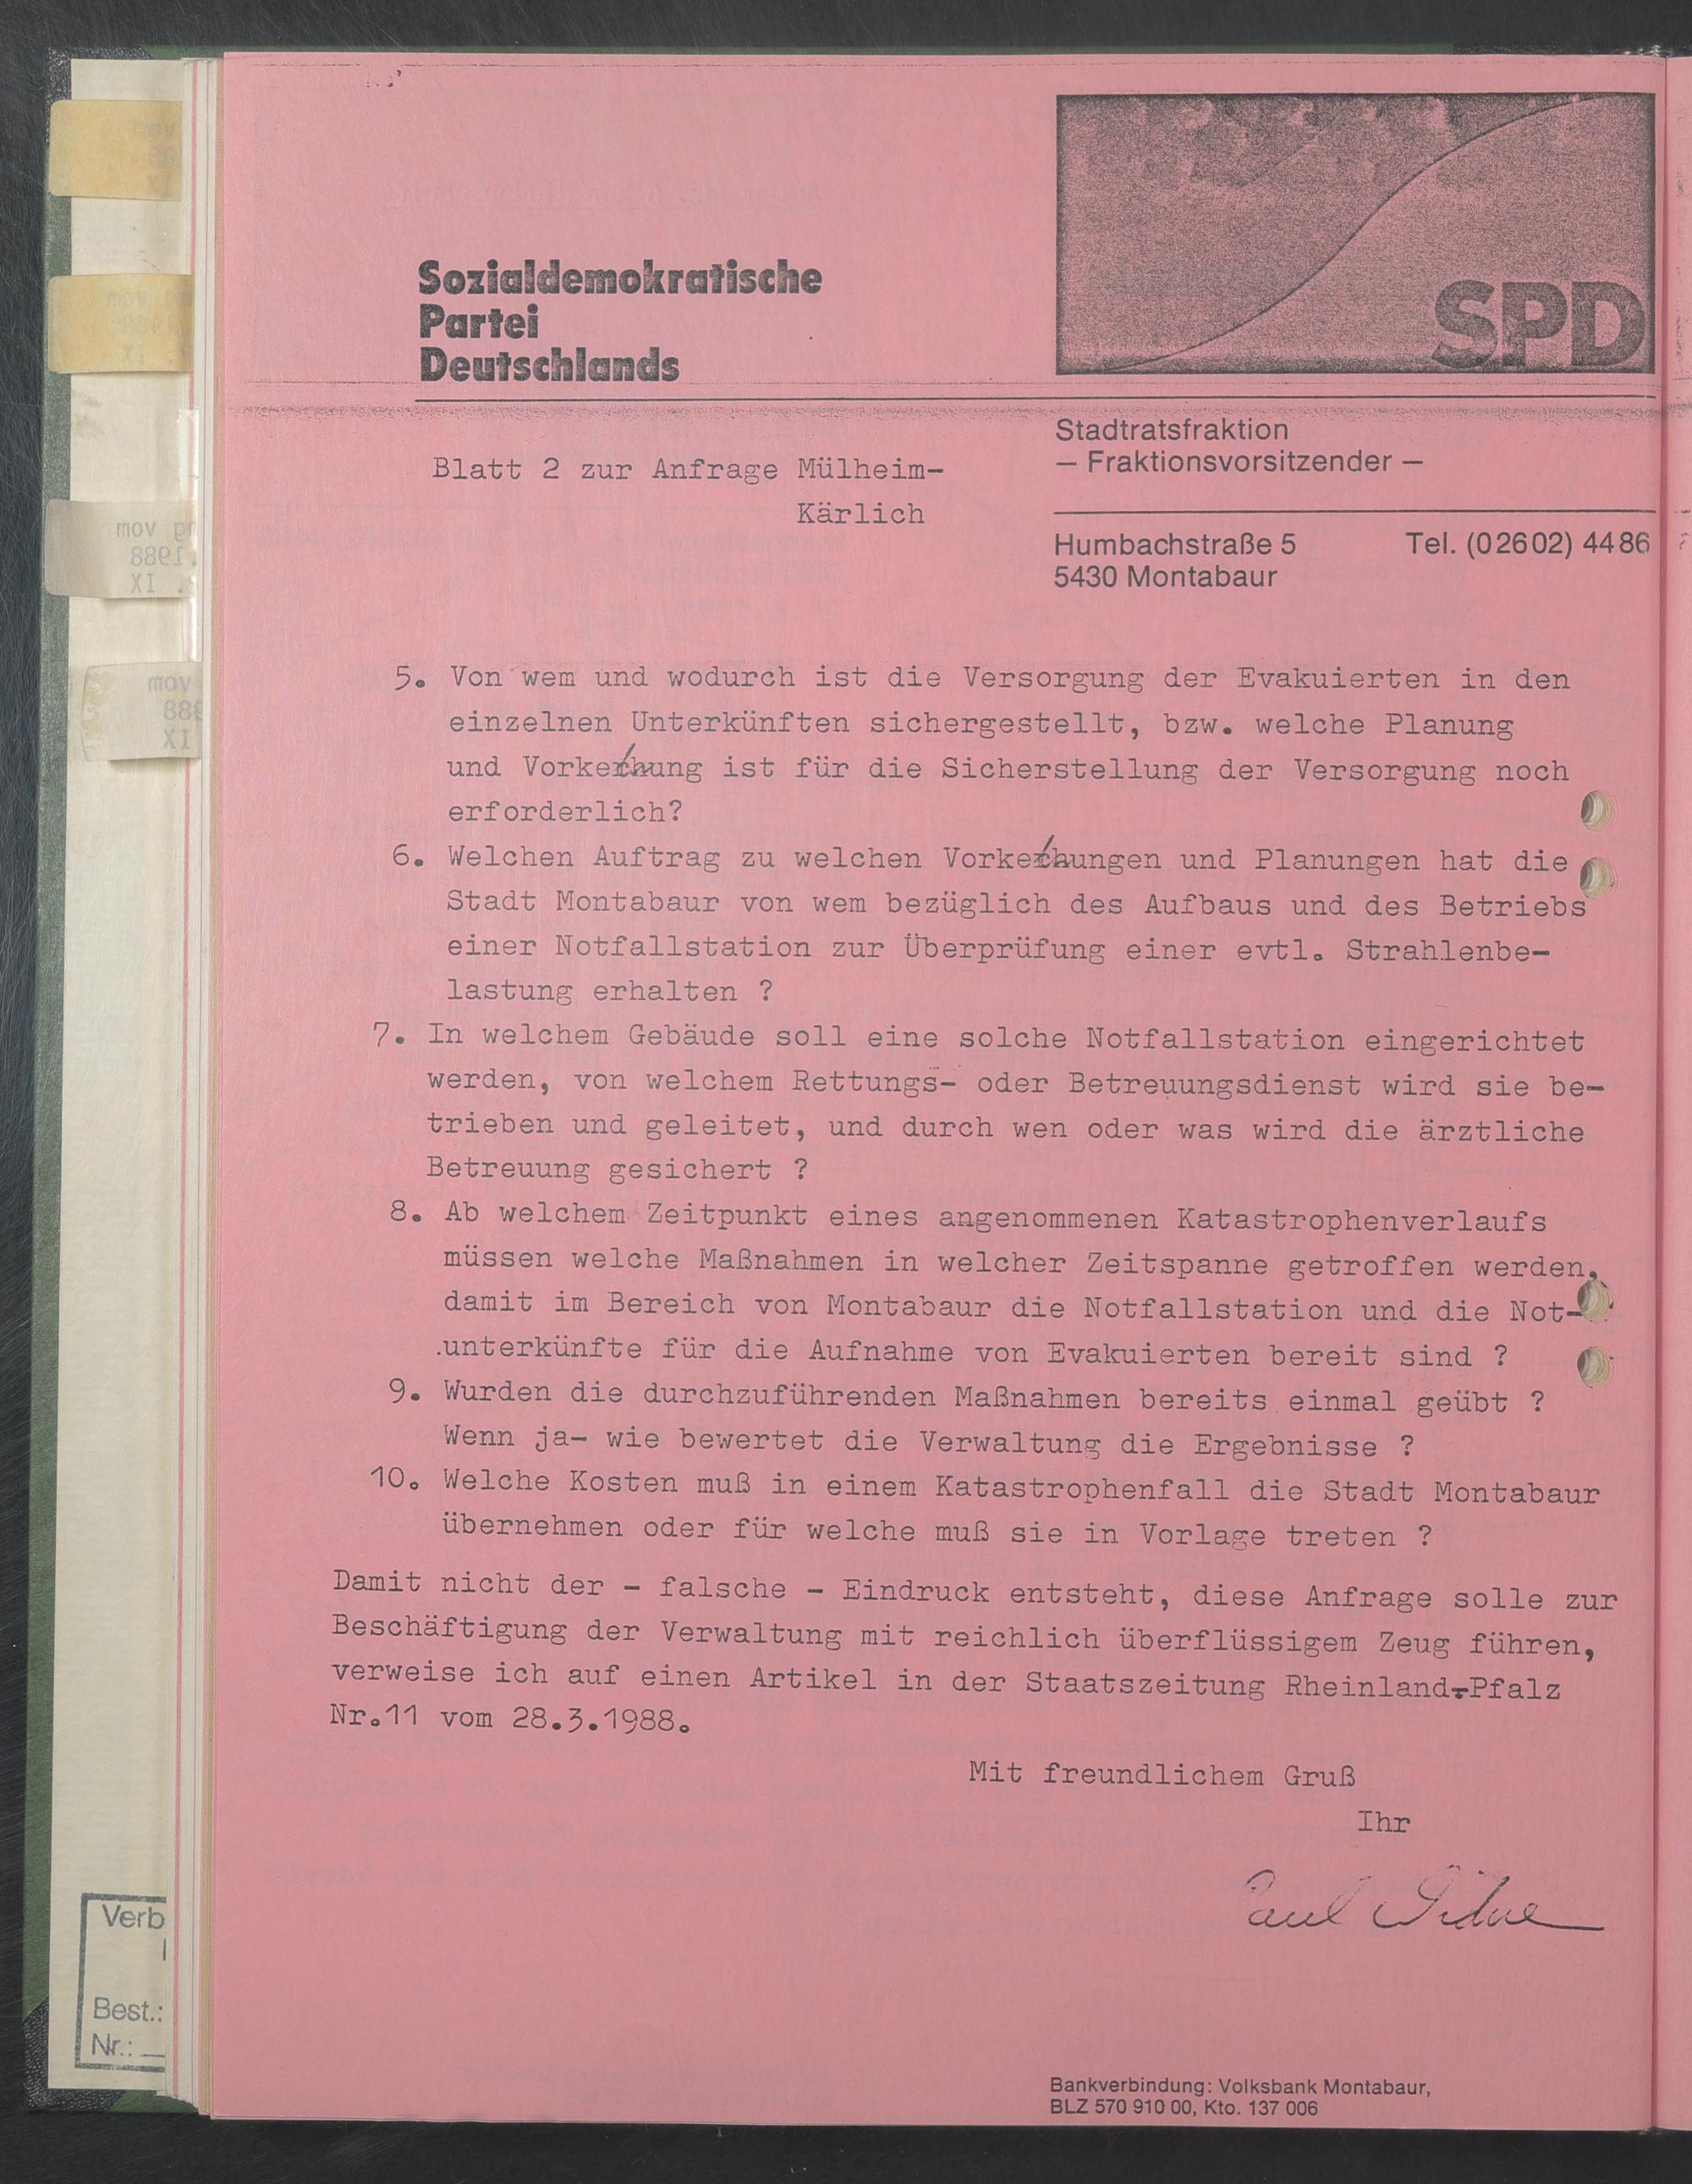 Sozialdemokratische
Partei
Deutschlands
SPD
Stadtratsfraktion
– Fraktionsvorsitzender –
Blatt 2 zur Anfrage Mülheim-
Kärlich
Humbachstraße 5 Tel. (02602) 4486
5430 Montabaur
5. Von wem und wodurch ist die Versorgung der Evakuierten in den
einzelnen Unterkünften sichergestellt, bzw. welche Planung
und Vorkehrung ist für die Sicherstellung der Versorgung noch
erforderlich?
6. Welchen Auftrag zu welchen Vorkehrungen und Planungen hat die
Stadt Montabaur von wem bezüglich des Aufbaus und des Betriebs
einer Notfallstation zur Überprüfung einer evtl. Strahlenbe-
lastung erhalten ?
7. In welchem Gebäude soll eine solche Notfallstation eingerichtet
werden, von welchem Rettungs- oder Betreuungsdienst wird sie be-
trieben und geleitet, und durch wen oder was wird die ärztliche
Betreuung gesichert ?
8. Ab welchem Zeitpunkt eines angenommenen Katastrophenverlaufs
müssen welche Maßnahmen in welcher Zeitspanne getroffen werden,
damit im Bereich von Montabaur die Notfallstation und die Not-
unterkünfte für die Aufnahme von Evakuierten bereit sind ?
9. Wurden die durchzuführenden Maßnahmen bereits einmal geübt ?
Wenn ja- wie bewertet die Verwaltung die Ergebnisse ?
10. Welche Kosten muß in einem Katastrophenfall die Stadt Montabaur
übernehmen oder für welche muß sie in Vorlage treten ?
Damit nicht der - falsche - Eindruck entsteht, diese Anfrage solle zur
Beschäftigung der Verwaltung mit reichlich überflüssigem Zeug führen,
verweise ich auf einen Artikel in der Staatszeitung Rheinland-Pfalz
Nr.11 vom 28.3.1988.
Mit freundlichem Gruß
Ihr
Paul
Verb
Best.:
Nr.:
Bankverbindung: Volksbank Montabaur,
BLZ 570 910 00, Kto. 137 006